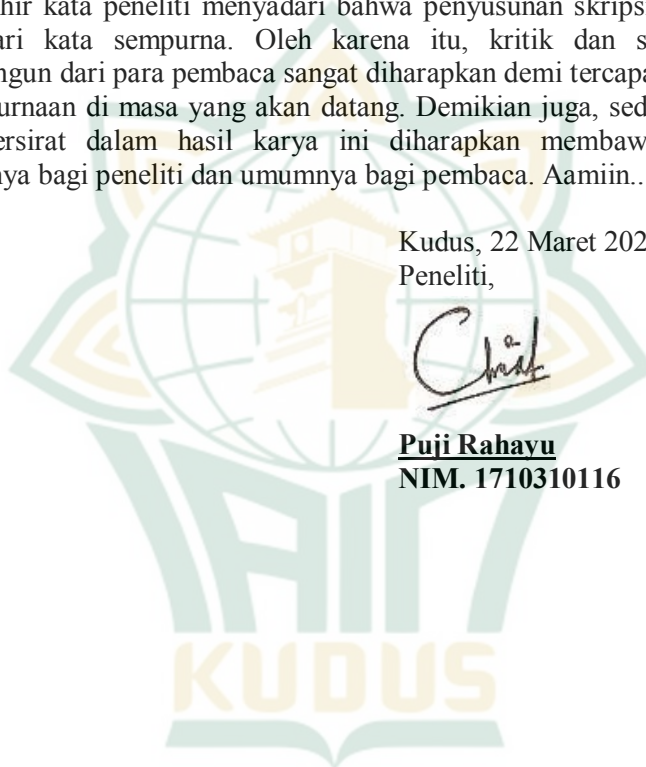 hir kata peneliti menyadari bahwa penyusunan skrips
ari kata sempurna. Oleh karena itu, kritik dan s
ngun dari para pembaca sangat diharapkan demi tercapa
urnaan di masa yang akan datang. Demikian juga, sed
ersirat dalam hasil karya ini diharapkan membaw
nya bagi peneliti dan umumnya bagi pembaca. Aamiin..
Kudus, 22 Maret 202
Peneliti,
Puji Rahayu
NIM. 1710310116
IAIN
KUDUS